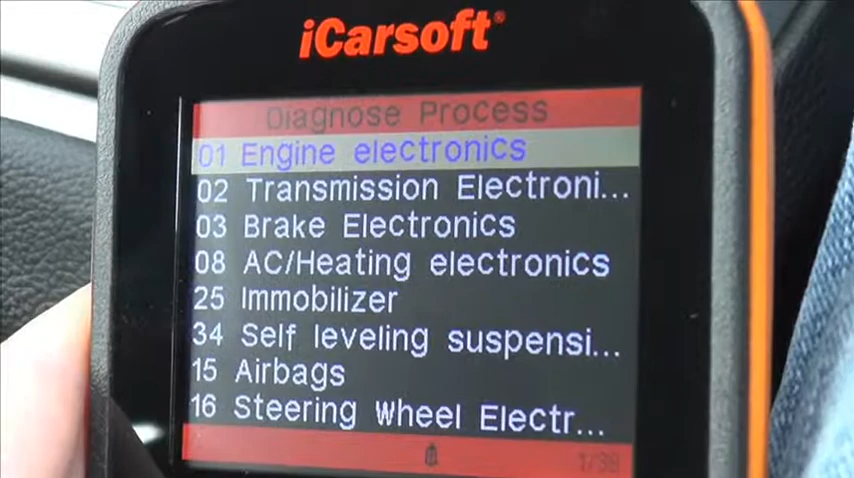 iCarsoft®
Diagnose Process
01 Engine electronics
02 Transmission Electroni...
03 Brake Electronics
08 AC/Heating electronics
25 Immobilizer
34 Self leveling suspensi...
15 Airbags
16 Steering Wheel Electr...
1/39